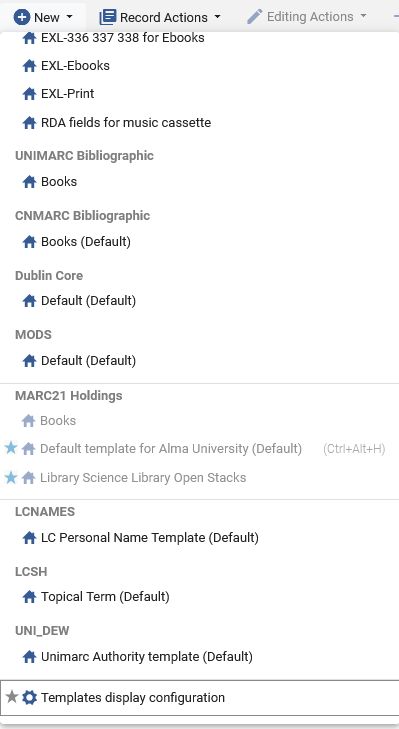 New
Record Actions
Editing Actions
EXL-336 337 338 for Ebooks
EXL-Ebooks
EXL-Print
RDA fields for music cassette
UNIMARC Bibliographic
Books
CNMARC Bibliographic
Books (Default)
Dublin Core
Default (Default)
MODS
Default (Default)
MARC21 Holdings
Books
Default template for Alma University (Default) (Ctrl+Alt+H)
Library Science Library Open Stacks
LCNAMES
LC Personal Name Template (Default)
LCSH
Topical Term (Default)
UNI_DEW
Unimarc Authority template (Default)
Templates display configuration